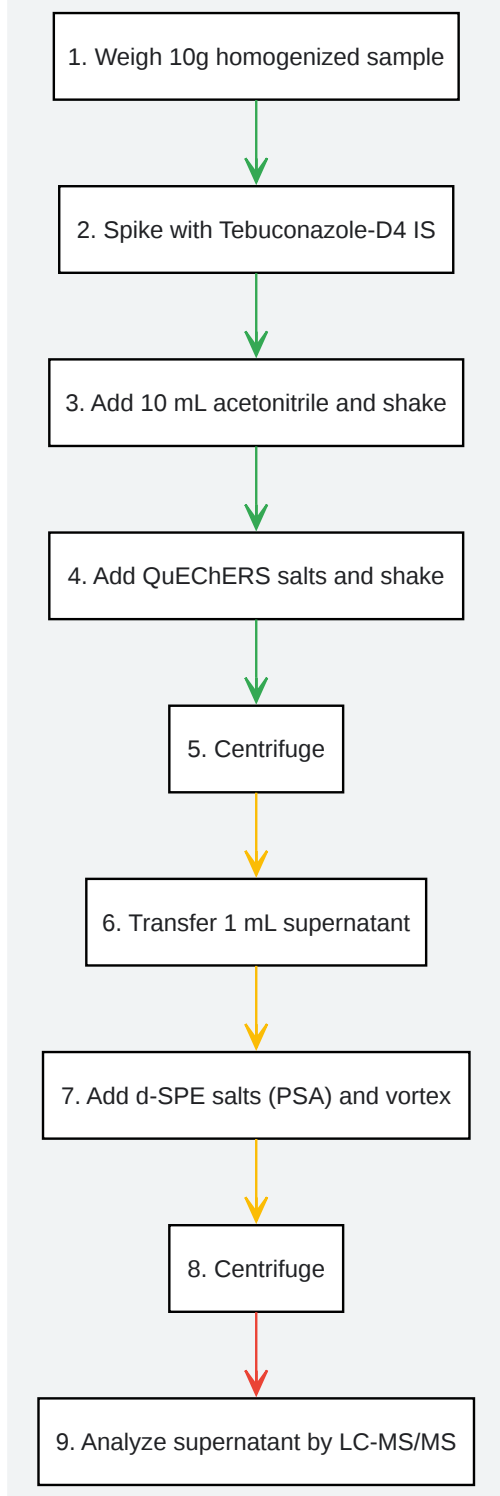 1. Weigh 10g homogenized sample
2. Spike with Tebuconazole-D4 IS
3. Add 10 mL acetonitrile and shake
4. Add QuEChERS salts and shake
5. Centrifuge
6. Transfer 1 mL supernatant
7. Add d-SPE salts (PSA) and vortex
8. Centrifuge
9. Analyze supernatant by LC-MS/MS